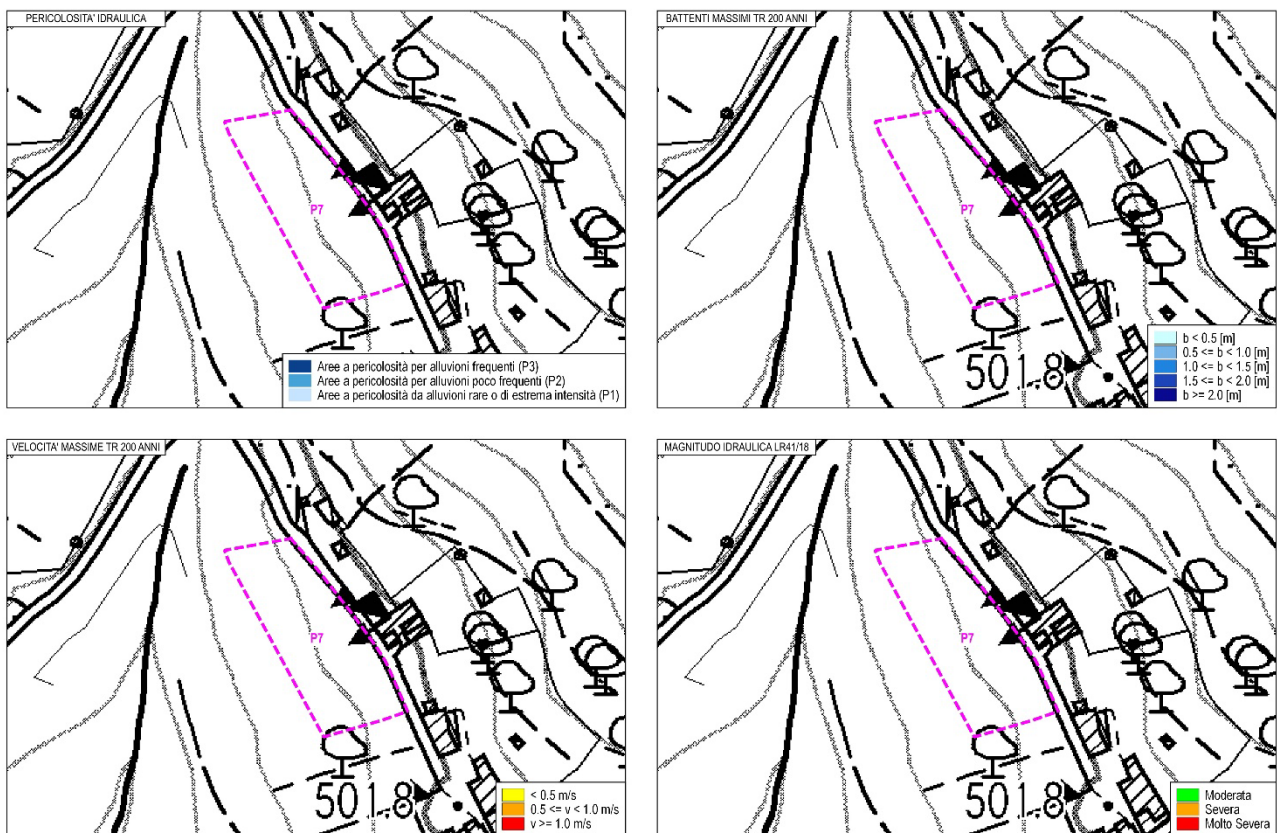 PERICOLOSITA' IDRAULICA
P7
Aree a pericolosità per alluvioni frequenti (P3)
Aree a pericolosità per alluvioni poco frequenti (P2)
Aree a pericolosità da alluvioni rare o di estrema intensità (P1)
BATTENTI MASSIMI TR 200 ANNI
P7
501.8
b < 0.5 [m]
0.5 <= b < 1.0 [m]
1.0 <= b < 1.5 [m]
1.5 <= b < 2.0 [m]
b >= 2.0 [m]
VELOCITA' MASSIME TR 200 ANNI
P7
501.8
< 0.5 m/s
0.5 <= v < 1.0 m/s
v >= 1.0 m/s
MAGNITUDO IDRAULICA LR41/18
P7
501.8
Moderata
Severa
Molto Severa